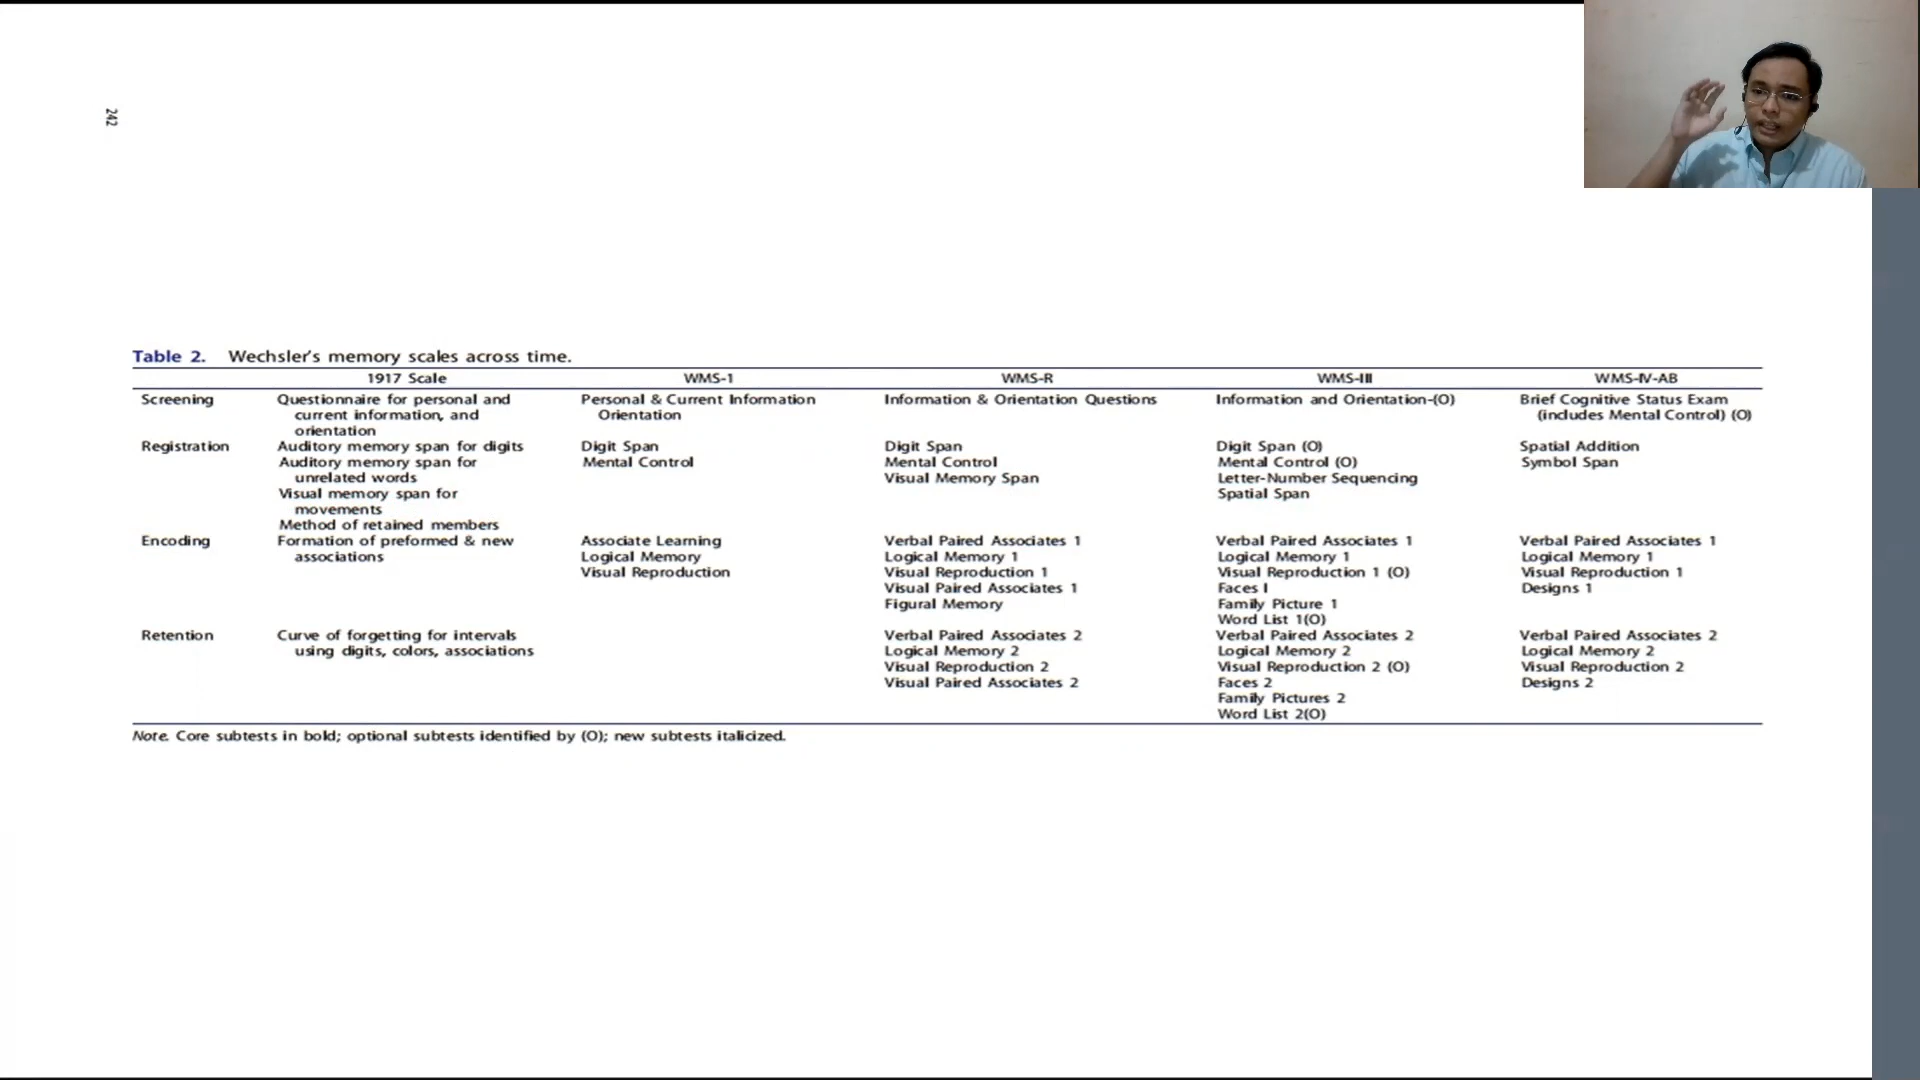 242
Table 2. Wechsler's memory scales across time.
1917 Scale WMS-1 WMS-R WMS-III WMS-IV-AB
Screening Questionnaire for personal and Personal & Current Information Information & Orientation Questions Information and Orientation-(O) Brief Cognitive Status Exam
current information, and Orientation (includes Mental Control) (O)
orientation
Registration Auditory memory span for digits Digit Span Digit Span Digit Span (O) Spatial Addition
Auditory memory span for Mental Control Mental Control Mental Control (O) Symbol Span
unrelated words Visual Memory Span Letter-Number Sequencing
Visual memory span for Spatial Span
movements
Method of retained members
Encoding Formation of preformed & new Associate Learning Verbal Paired Associates 1 Verbal Paired Associates 1 Verbal Paired Associates 1
associations Logical Memory Logical Memory 1 Logical Memory 1 Logical Memory 1
Visual Reproduction Visual Reproduction 1 Visual Reproduction 1 (O) Visual Reproduction 1
Visual Paired Associates 1 Faces I Designs 1
Figural Memory Family Picture 1
Word List 1(O)
Retention Curve of forgetting for intervals Verbal Paired Associates 2 Verbal Paired Associates 2 Verbal Paired Associates 2
using digits, colors, associations Logical Memory 2 Logical Memory 2 Logical Memory 2
Visual Reproduction 2 Visual Reproduction 2 (O) Visual Reproduction 2
Visual Paired Associates 2 Faces 2 Designs 2
Family Pictures 2
Word List 2(O)
Note. Core subtests in bold; optional subtests identified by (O); new subtests italicized.